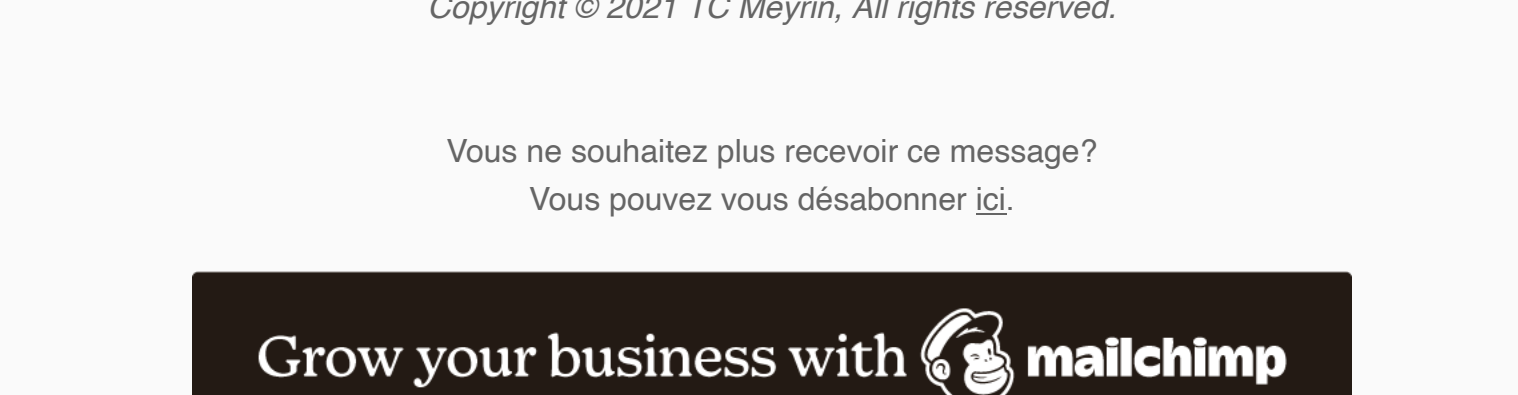 Copyright © 2021 TC Meyrin, All rights reserved.
Vous ne souhaitez plus recevoir ce message?
Vous pouvez vous désabonner ici.
Grow your business with mailchimp